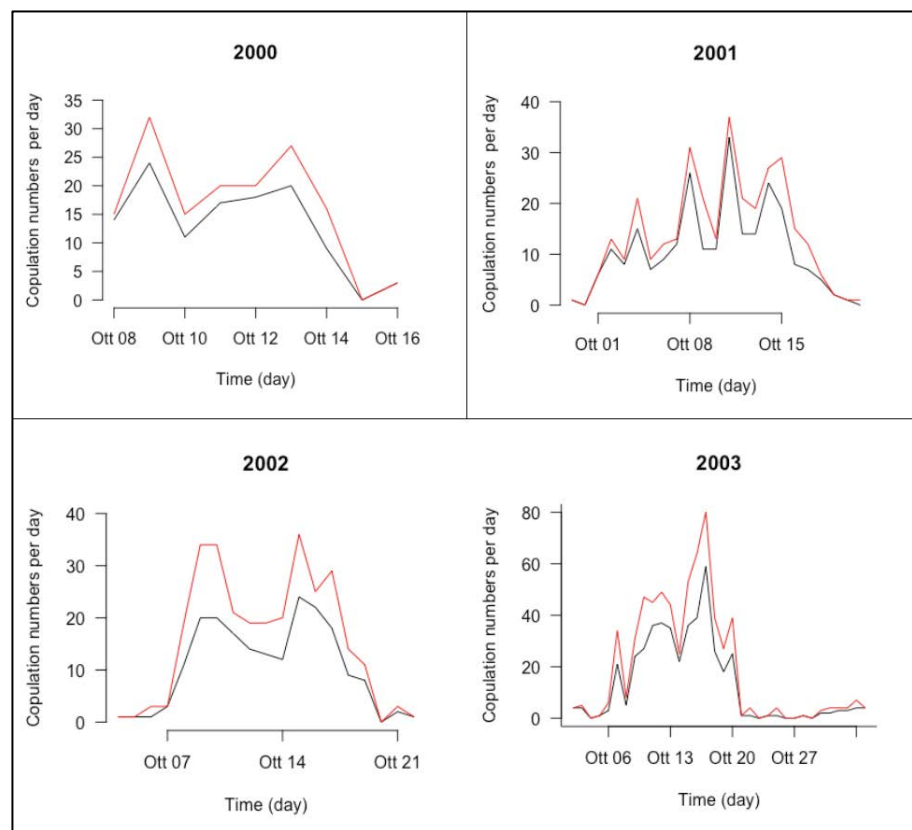 2000
Copulation numbers per day
35
30
25
20
15
10
5
0
Ott 08 Ott 10 Ott 12 Ott 14 Ott 16
Time (day)
2001
Copulation numbers per day
40
30
20
10
0
Ott 01 Ott 08 Ott 15
Time (day)
2002
Copulation numbers per day
40
30
20
10
0
Ott 07 Ott 14 Ott 21
Time (day)
2003
Copulation numbers per day
80
60
40
20
0
Ott 06 Ott 13 Ott 20 Ott 27
Time (day)